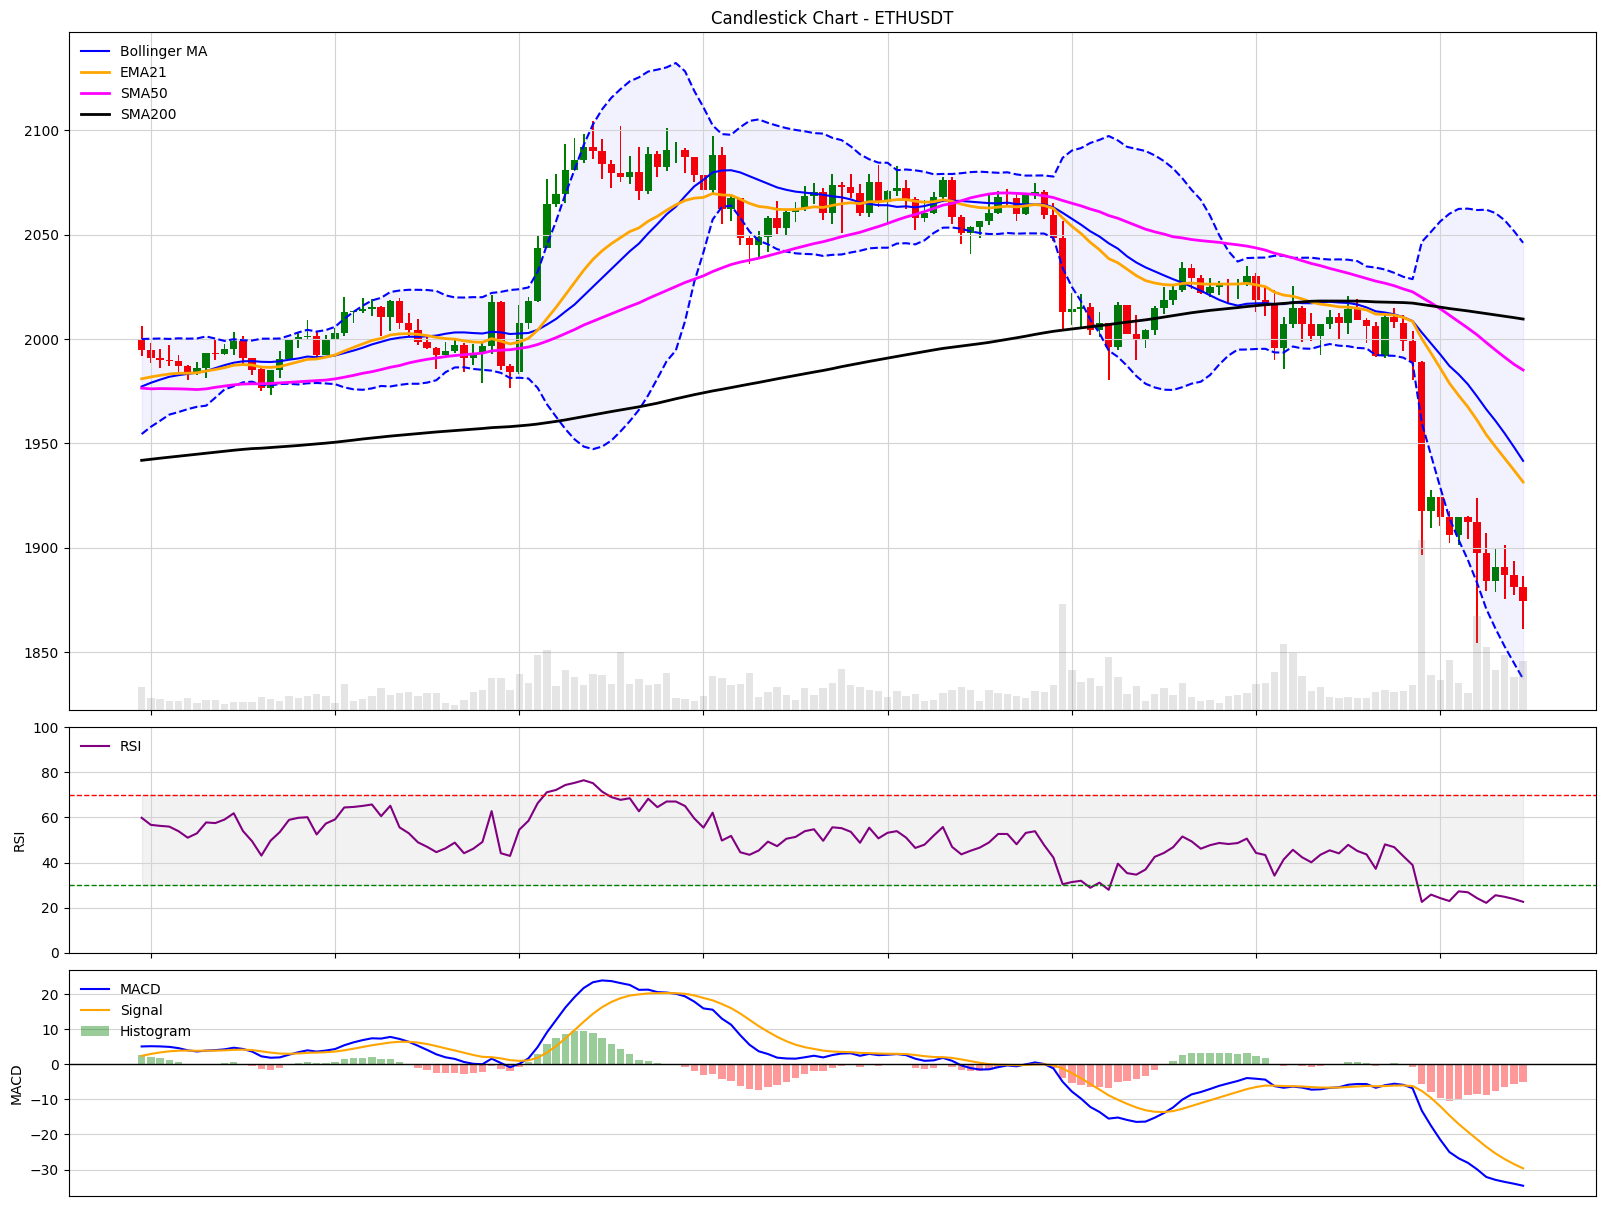 Candlestick Chart - ETHUSDT
Bollinger MA
EMA21
SMA50
SMA200
2100
2050
2000
1950
1900
1850
RSI
100
80
60
40
20
0
RSI
MACD
Signal
Histogram
20
10
0
−10
−20
−30
MACD